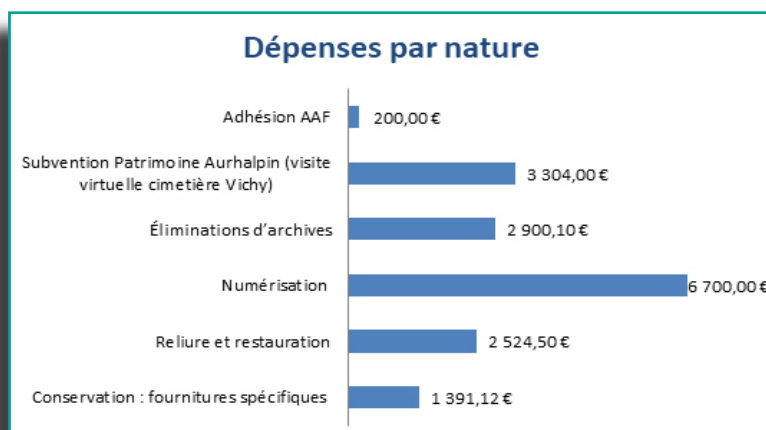 Dépenses par nature
Adhésion AAF 200,00 €
Subvention Patrimoine Aurhalpin (visite
virtuelle cimetière Vichy) 3 304,00 €
Éliminations d'archives 2 900,10 €
Numérisation 6 700,00 €
Reliure et restauration 2 524,50 €
Conservation : fournitures spécifiques 1 391,12 €